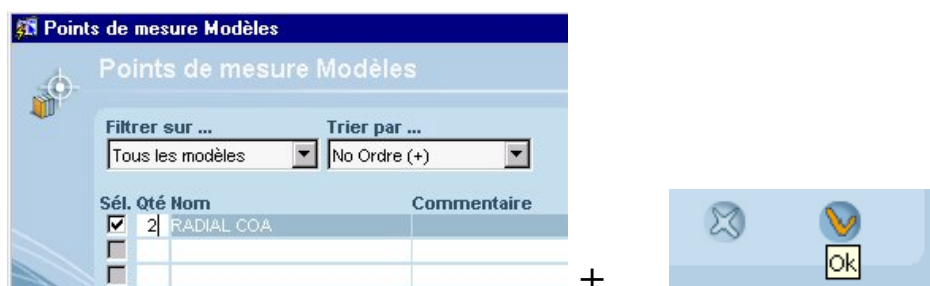 Points de mesure Modèles
Points de mesure Modèles
Filtrer sur ... Trier par ...
Tous les modèles No Ordre (+)
Sél. Qté Nom Commentaire
2 RADIAL COA
+
Ok